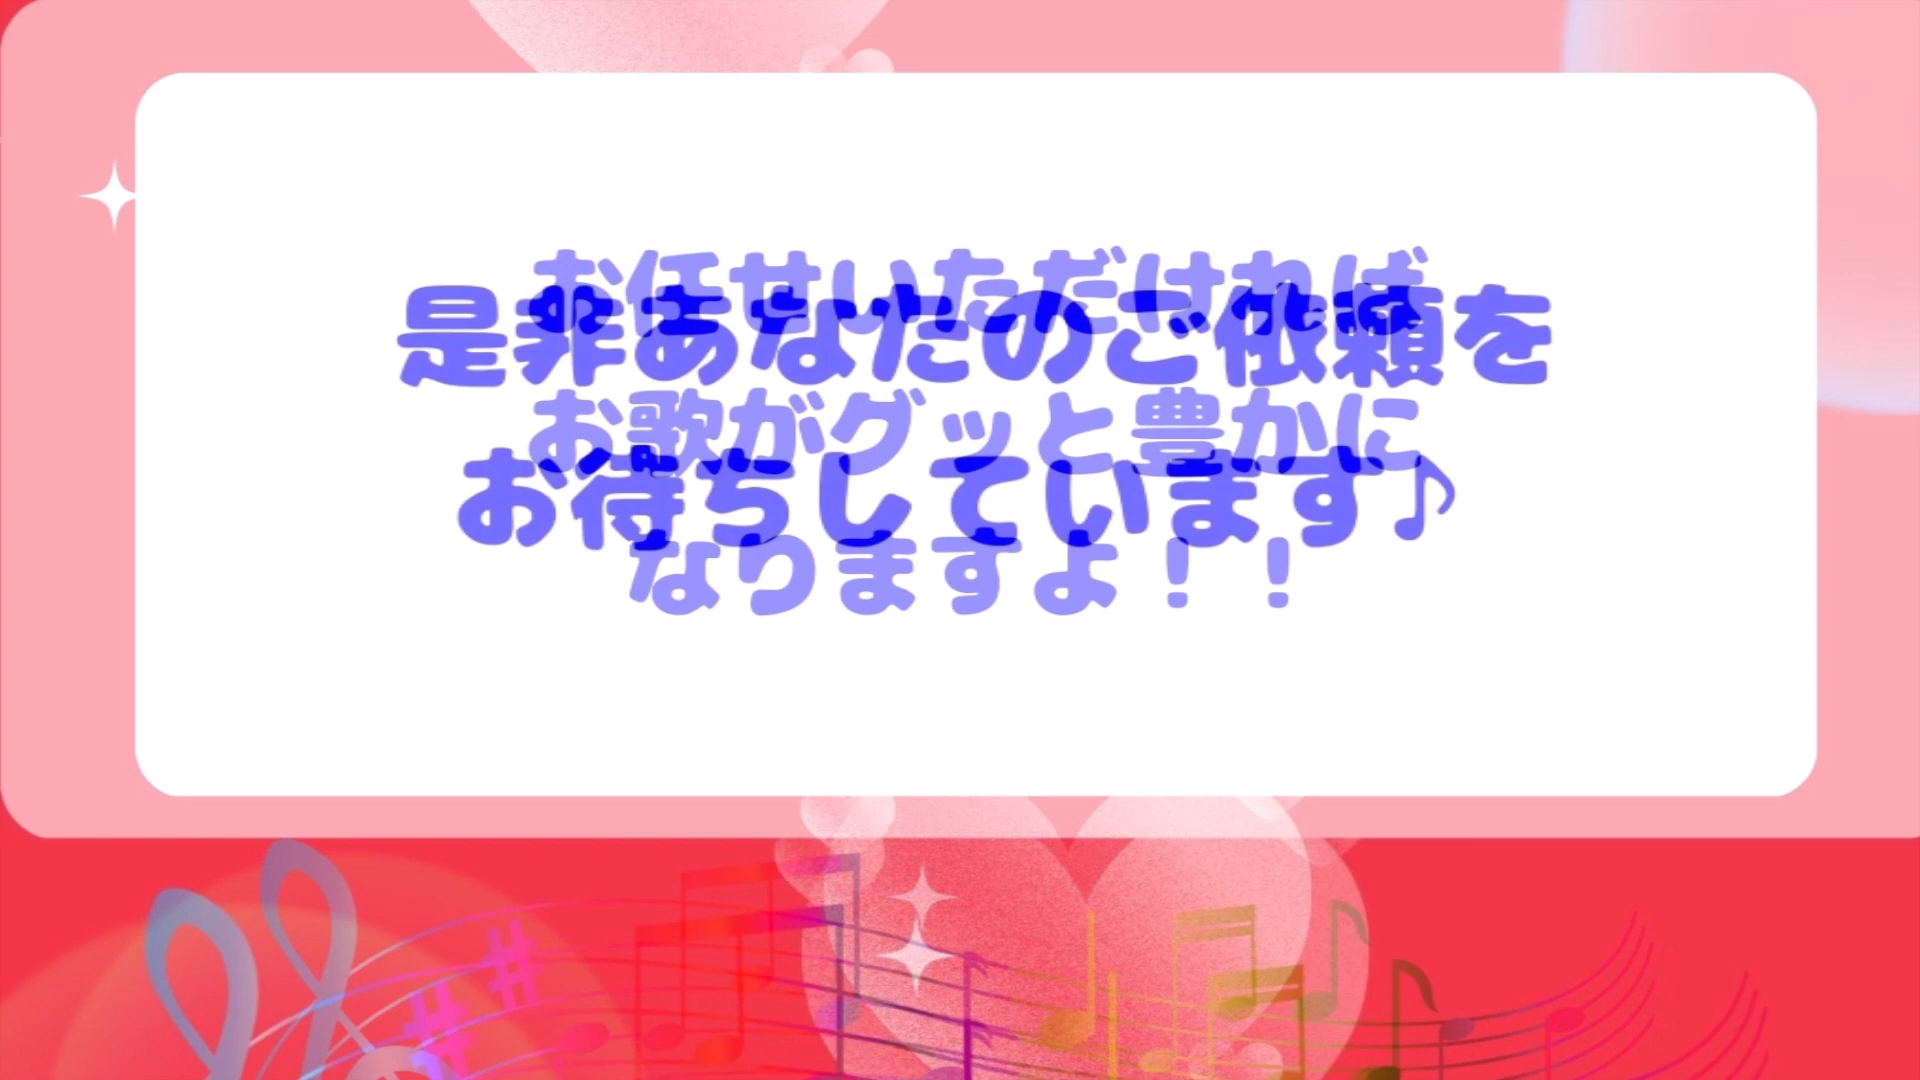 お任せいただければ
是非あなたのご依頼を
お歌がグッと豊かに
お待ちしています♪
なりますよ！！